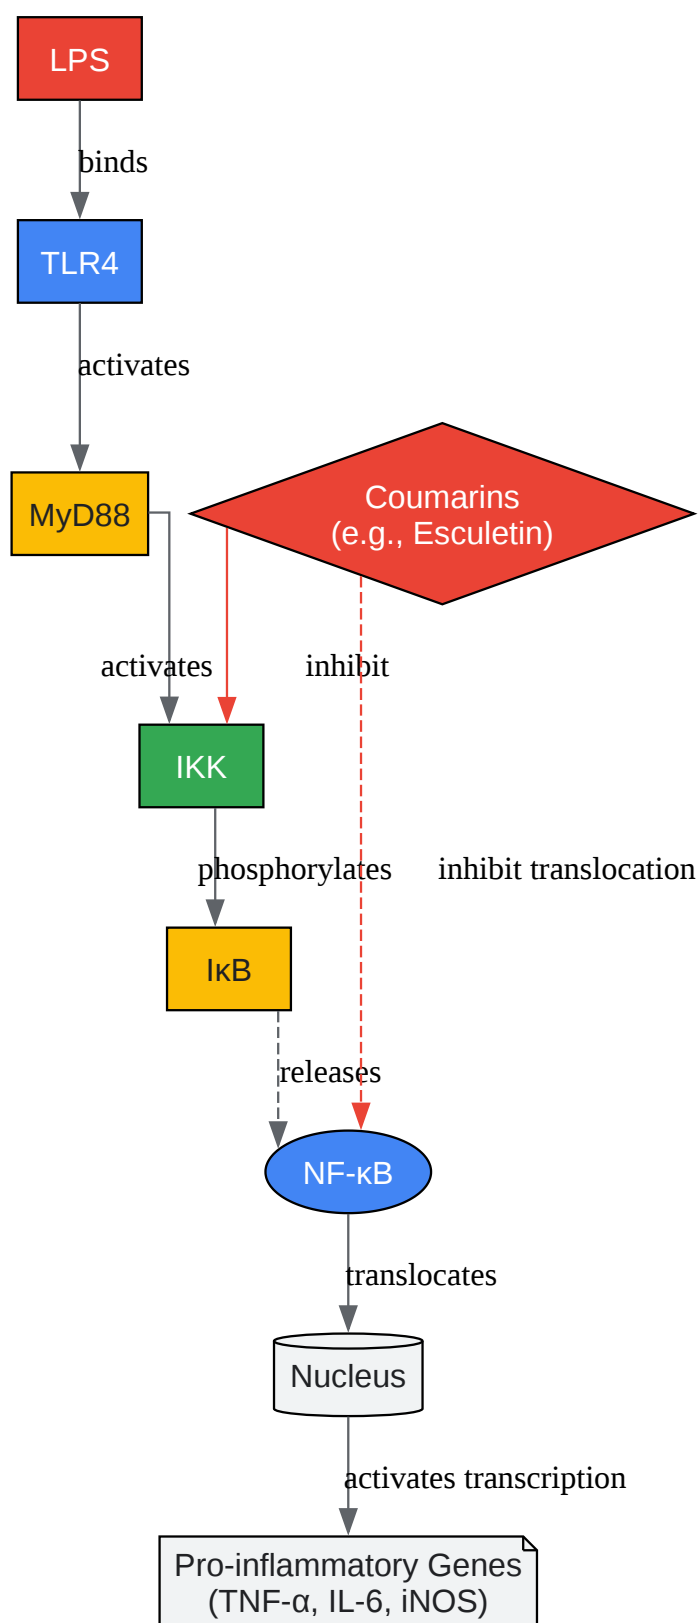 LPS
binds
TLR4
activates
MyD88
Coumarins
(e.g., Esculetin)
activates
inhibit
IKK
phosphorylates
inhibit translocation
IκB
releases
NF-κB
translocates
Nucleus
activates transcription
Pro-inflammatory Genes
(TNF-α, IL-6, iNOS)